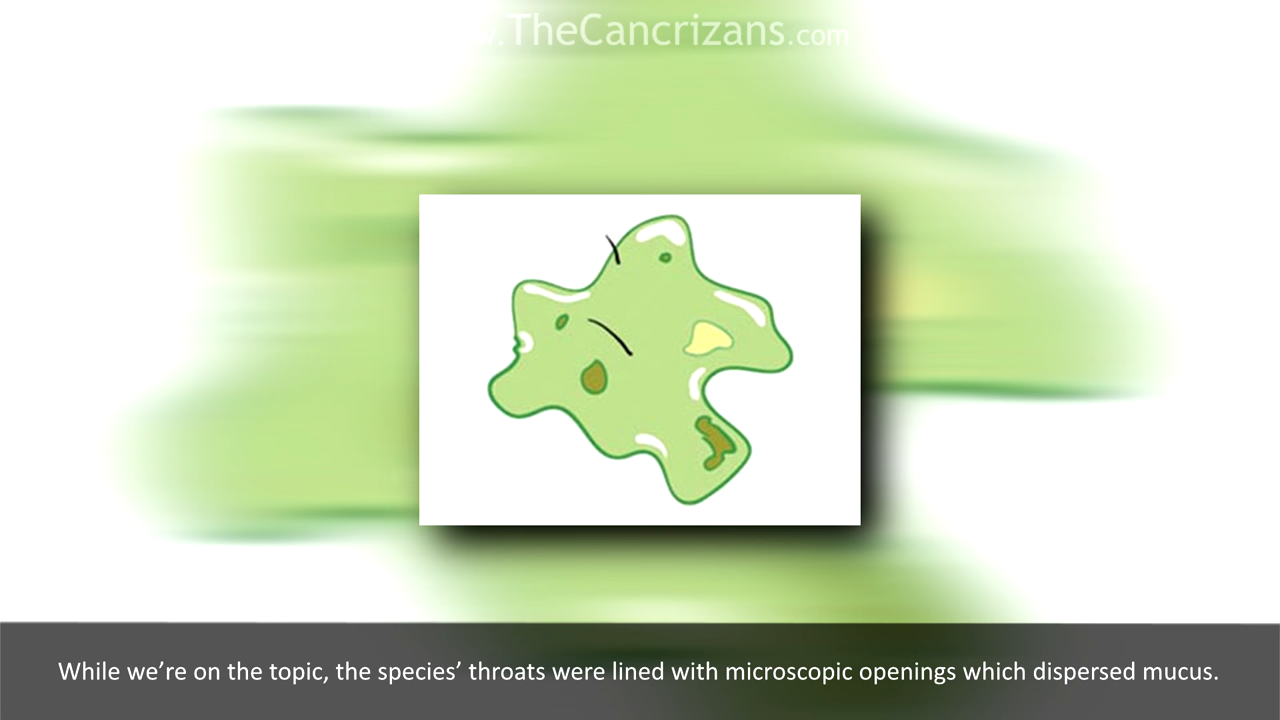 .TheCancrizans.com
While we’re on the topic, the species’ throats were lined with microscopic openings which dispersed mucus.